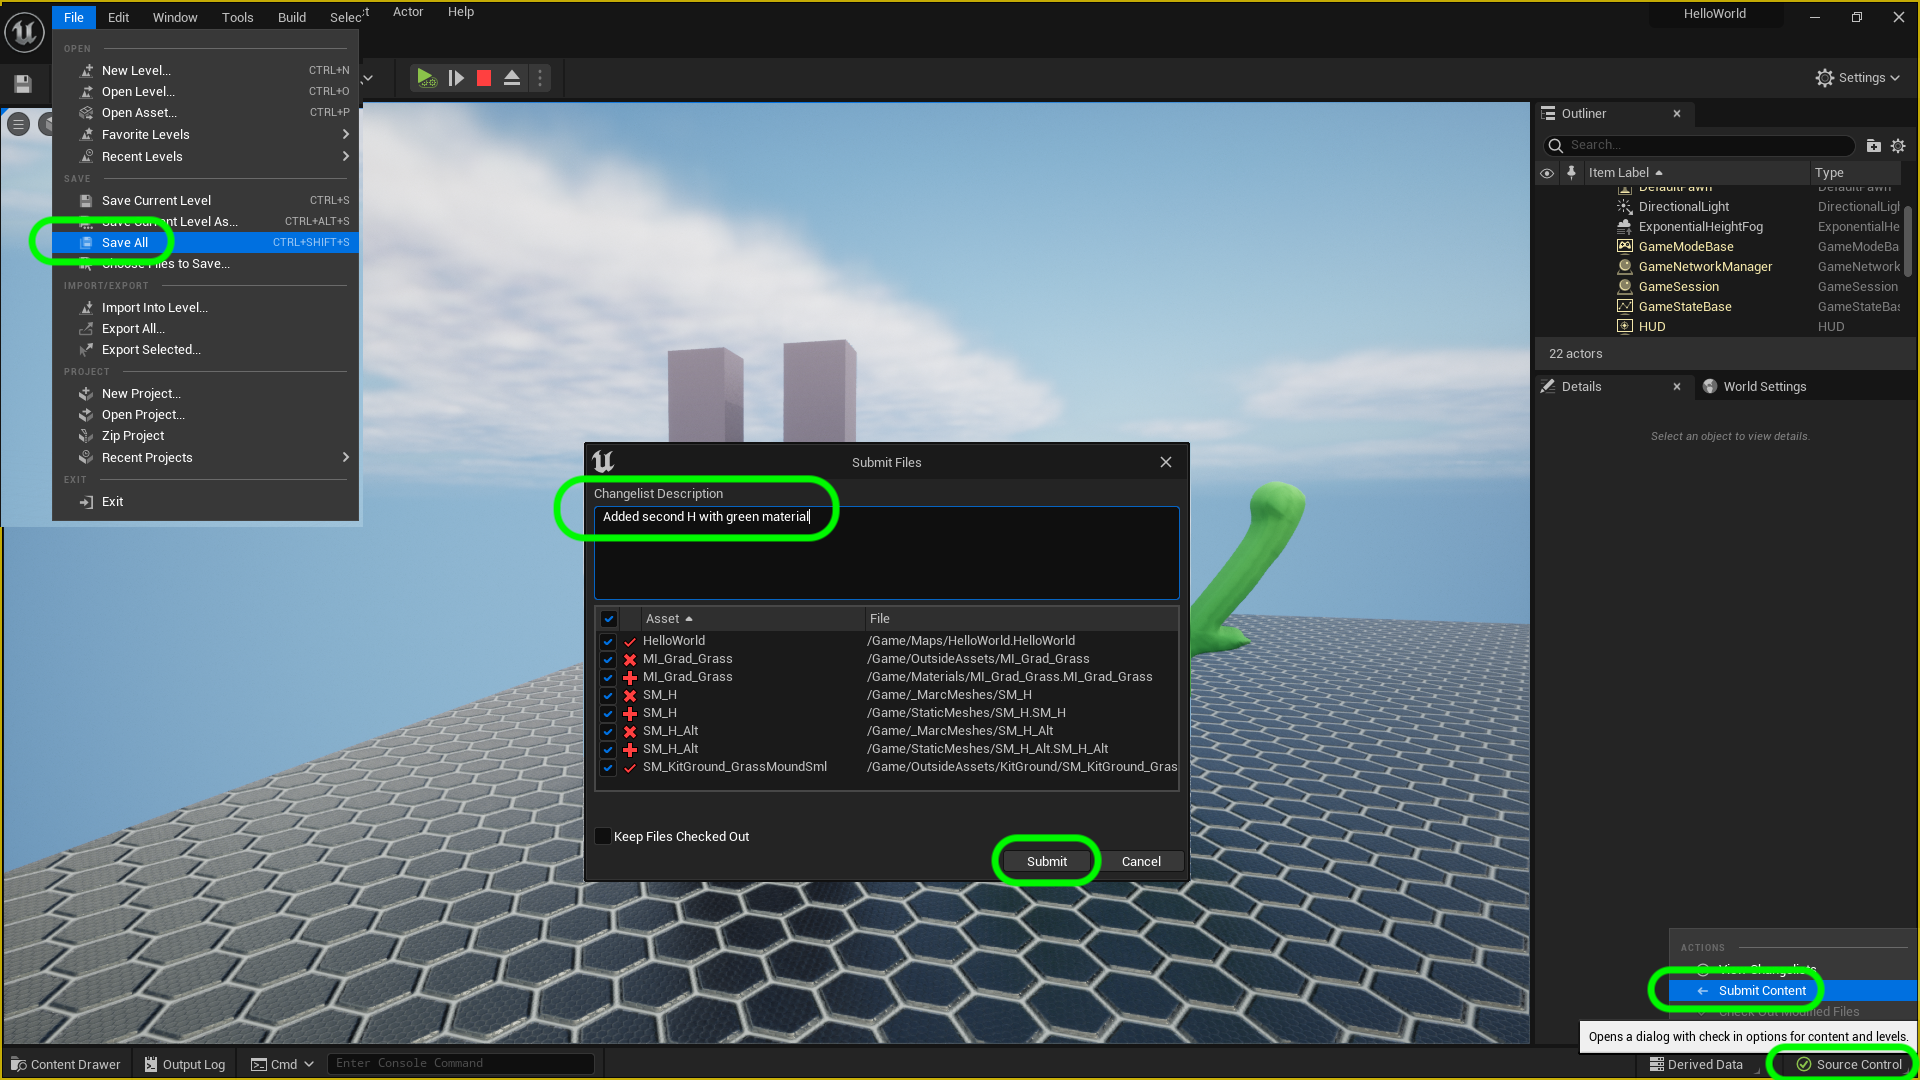 File Edit Window Tools Build Select Actor Help
HelloWorld
OPEN
New Level... CTRL+N
Open Level... CTRL+O
Open Asset... CTRL+P
Favorite Levels
Recent Levels
SAVE
Save Current Level CTRL+S
Save Current Level As... CTRL+ALT+S
Save All CTRL+SHIFT+S
Choose Files to Save...
IMPORT/EXPORT
Import Into Level...
Export All...
Export Selected...
PROJECT
New Project...
Open Project...
Zip Project
Recent Projects
EXIT
Exit
Settings
Outliner
Search...
Item Label Type
DefaultPawn DefaultPawn
DirectionalLight DirectionalLigh
ExponentialHeightFog ExponentialHe
GameModeBase GameModeBa
GameNetworkManager GameNetwork
GameSession GameSession
GameStateBase GameStateBas
HUD HUD
22 actors
Details World Settings
Select an object to view details.
Submit Files
Changelist Description
Added second H with green material
Asset File
HelloWorld /Game/Maps/HelloWorld.HelloWorld
MI_Grad_Grass /Game/OutsideAssets/MI_Grad_Grass
MI_Grad_Grass /Game/Materials/MI_Grad_Grass.MI_Grad_Grass
SM_H /Game/_MarcMeshes/SM_H
SM_H /Game/StaticMeshes/SM_H.SM_H
SM_H_Alt /Game/_MarcMeshes/SM_H_Alt
SM_H_Alt /Game/StaticMeshes/SM_H_Alt.SM_H_Alt
SM_KitGround_GrassMoundSml /Game/OutsideAssets/KitGround/SM_KitGround_Gras
Keep Files Checked Out
Submit Cancel
ACTIONS
View Changelists
Submit Content
Check Out Modified Files
Opens a dialog with check in options for content and levels.
Content Drawer Output Log Cmd Enter Console Command Derived Data Source Control